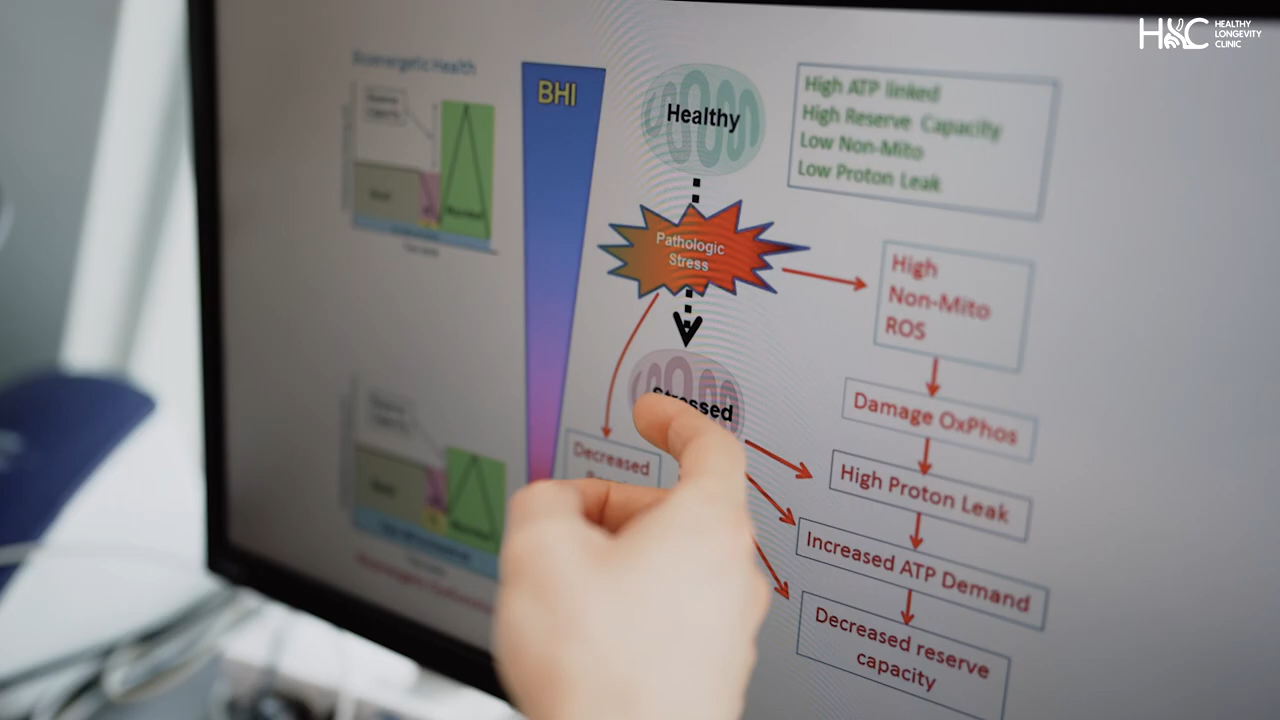 H&C HEALTHY
LONGEVITY
CLINIC
Bioenergetic Health
BHI
Healthy
High ATP linked
High Reserve Capacity
Low Non-Mito
Low Proton Leak
Pathologic
Stress
High
Non-Mito
ROS
Stressed
Damage OxPhos
Decreased
High Proton Leak
Increased ATP Demand
Decreased reserve
capacity